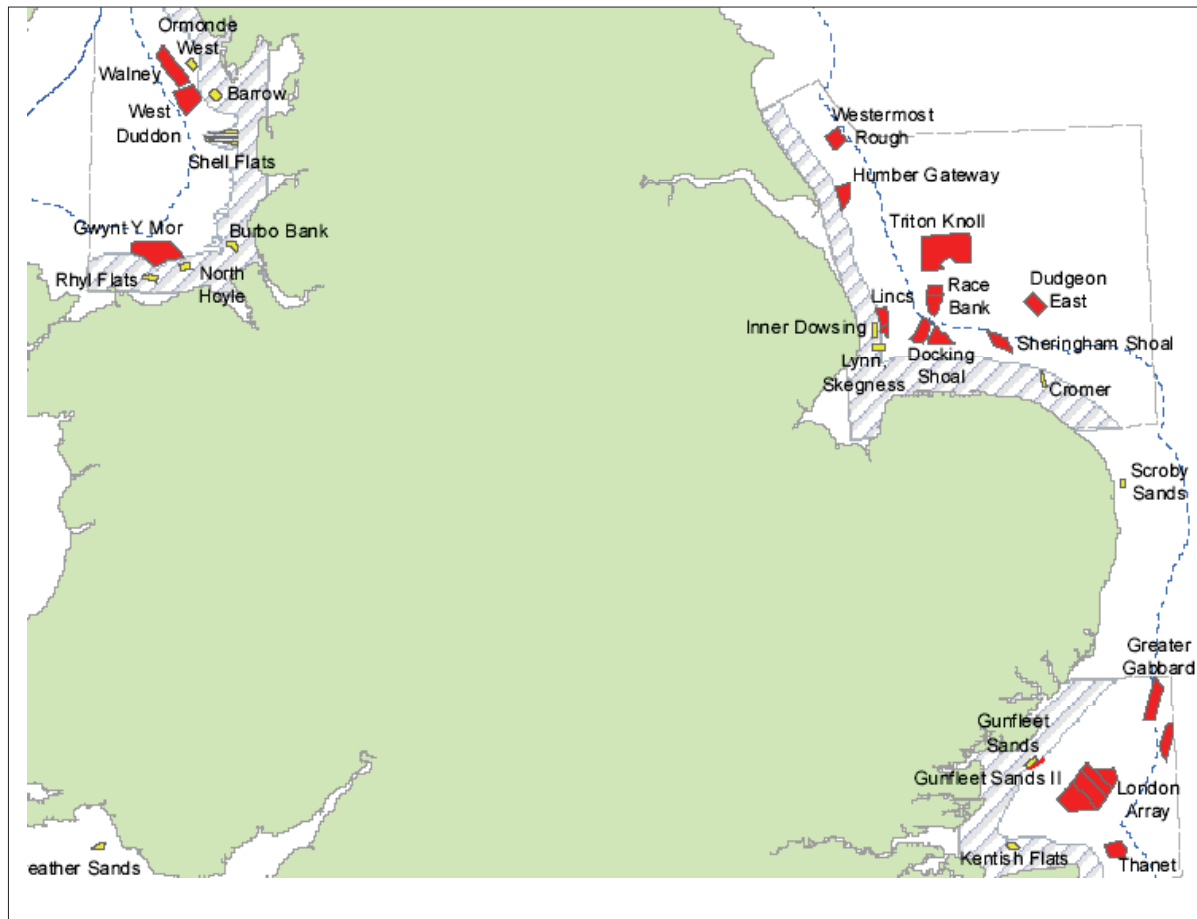 Ormonde
West
Walney
Barrow
West
Duddon
Shell Flats
Gwynt Y Mor
Burbo Bank
Rhyl Flats
North
Hoyle
Westermost
Rough
Humber Gateway
Triton Knoll
Race
Bank
Dudgeon
East
Lincs
Inner Dowsing
Sheringham Shoal
Lynn,
Skegness
Docking
Shoal
Cromer
Scroby
Sands
Greater
Gabbard
Gunfleet
Sands
Gunfleet Sands II
London
Array
Kentish Flats
Thanet
eather Sands